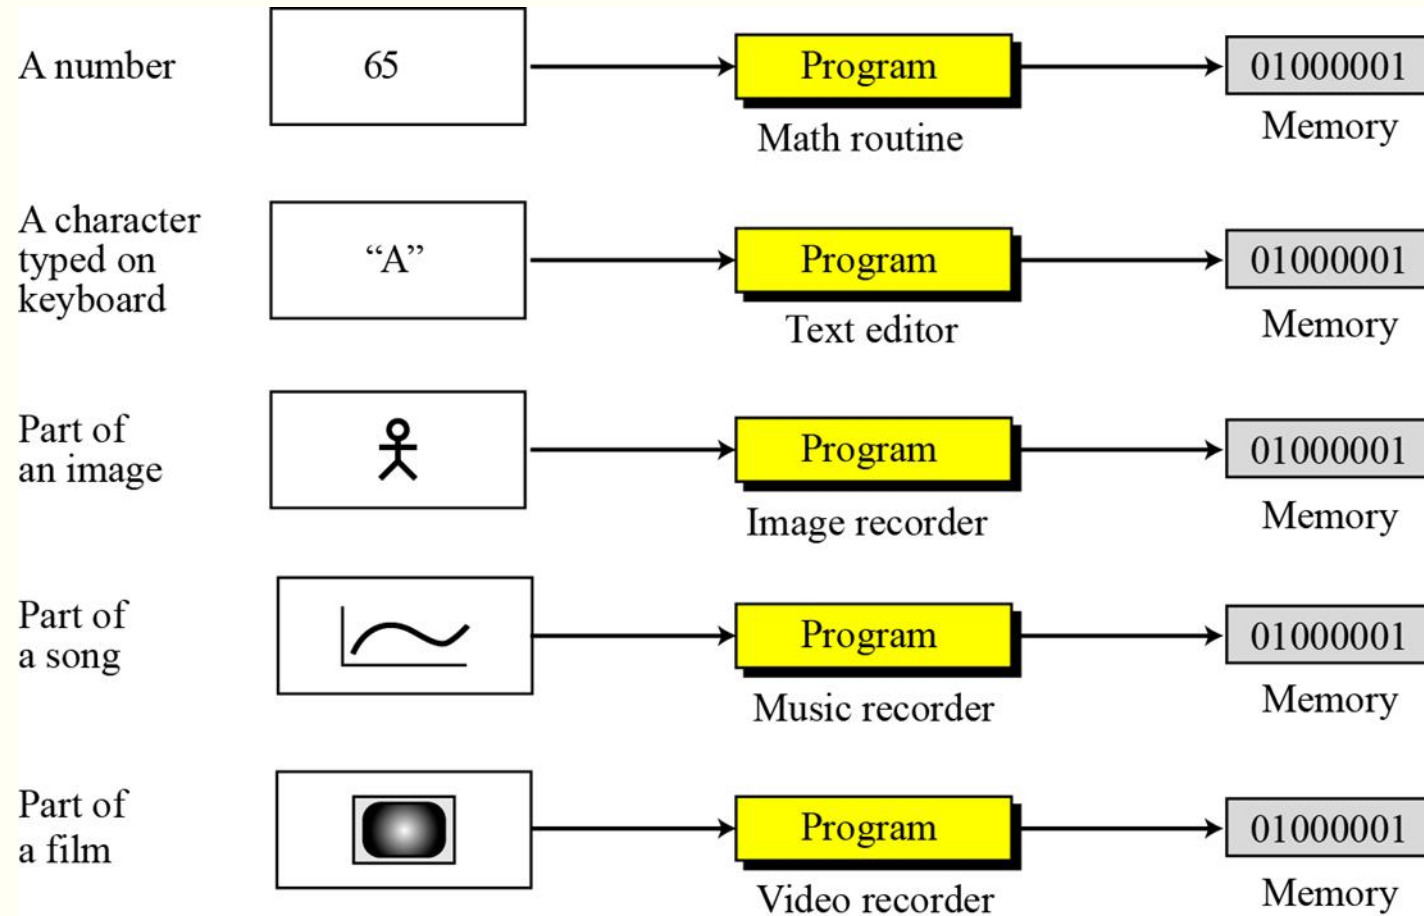 A number
65
Program
01000001
Math routine
Memory
A character
typed on
keyboard
“A”
Program
01000001
Text editor
Memory
Part of
an image
Program
01000001
Image recorder
Memory
Part of
a song
Program
01000001
Music recorder
Memory
Part of
a film
Program
01000001
Video recorder
Memory